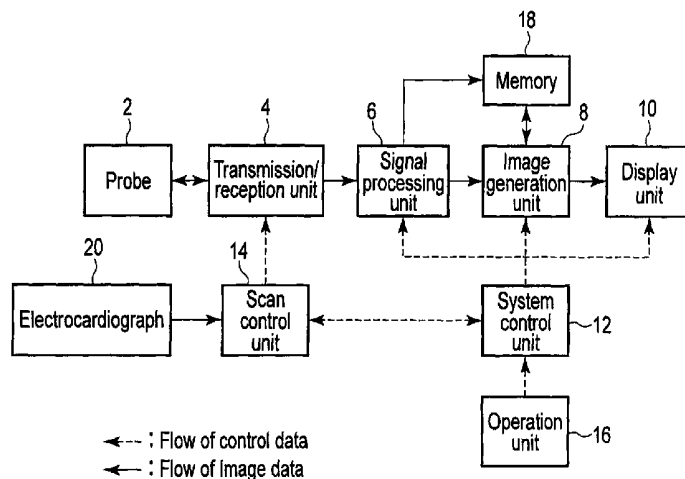 18
Memory
2
4
6
8
10
Probe
Transmission/
reception unit
Signal
processing
unit
Image
generation
unit
Display
unit
20
14
Electrocardiograph
Scan
control
unit
System
control
unit
12
Operation
unit
16
: Flow of control data
: Flow of Image data